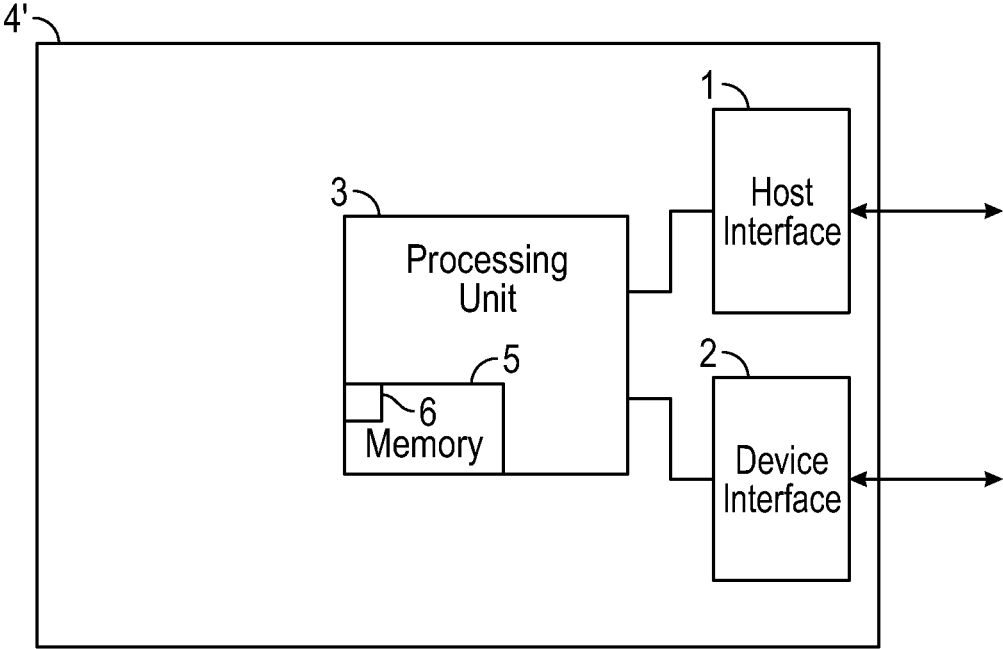 4'
1
Host
Interface
3
Processing
Unit
5
6
Memory
2
Device
Interface